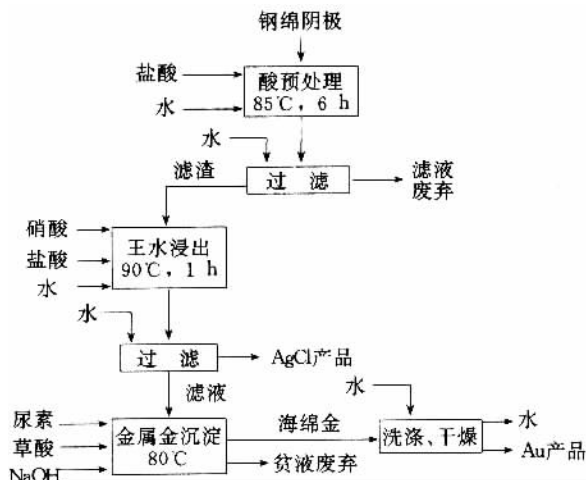 钢绵阴极
盐酸
水
酸预处理
85℃，6 h
水
滤渣
过 滤
滤液
废弃
硝酸
盐酸
水
王水浸出
90℃，1 h
水
过 滤
AgCl产品
滤液
水
尿素
草酸
NaOH
金属金沉淀
80℃
海绵金
贫液废弃
洗涤、干燥
水
Au产品